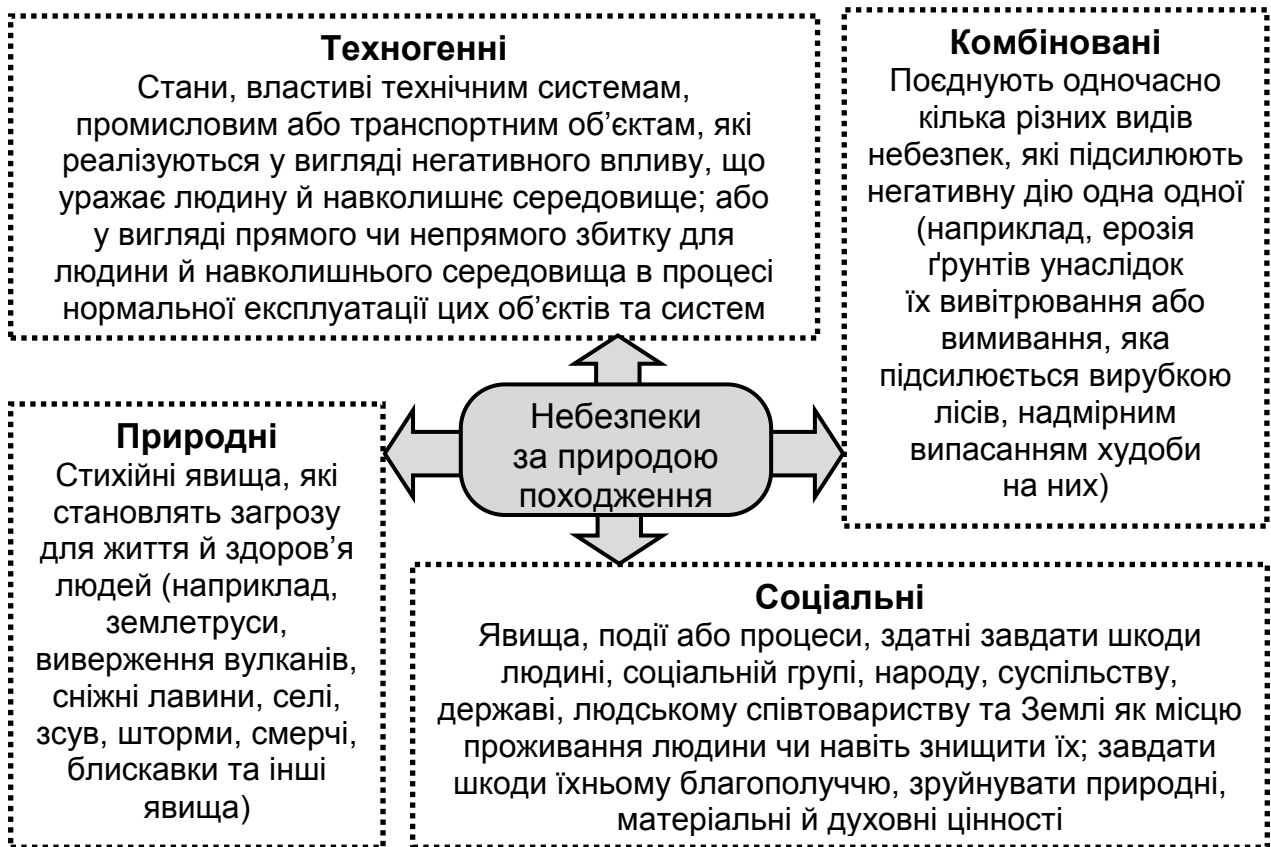 Техногенні
Стани, властиві технічним системам,
промисловим або транспортним об’єктам, які
реалізуються у вигляді негативного впливу, що
уражає людину й навколишнє середовище; або
у вигляді прямого чи непрямого збитку для
людини й навколишнього середовища в процесі
нормальної експлуатації цих об’єктів та систем
Комбіновані
Поєднують одночасно
кілька різних видів
небезпек, які підсилюють
негативну дію одна одної
(наприклад, ерозія
ґрунтів унаслідок
їх вивітрювання або
вимивання, яка
підсилюється вирубкою
лісів, надмірним
випасанням худоби
на них)
Небезпеки
за природою
походження
Природні
Стихійні явища, які
становлять загрозу
для життя й здоров’я
людей (наприклад,
землетруси,
виверження вулканів,
сніжні лавини, селі,
зсув, шторми, смерчі,
блискавки та інші
явища)
Соціальні
Явища, події або процеси, здатні завдати шкоди
людині, соціальній групі, народу, суспільству,
державі, людському співтовариству та Землі як місцю
проживання людини чи навіть знищити їх; завдати
шкоди їхньому благополуччю, зруйнувати природні,
матеріальні й духовні цінності